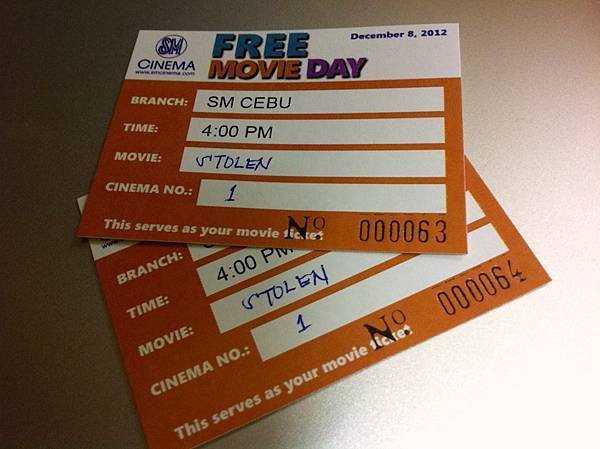 SM
CINEMA
www.smcinema.com
FREE
MOVIE DAY
December 8, 2012
BRANCH: SM CEBU
TIME: 4:00 PM
MOVIE: STOLEN
CINEMA NO.: 1
This serves as your movie ticket No. 000063
BRANCH:
TIME: 4:00 PM
MOVIE: STOLEN
CINEMA NO.: 1
This serves as your movie ticket No. 000064